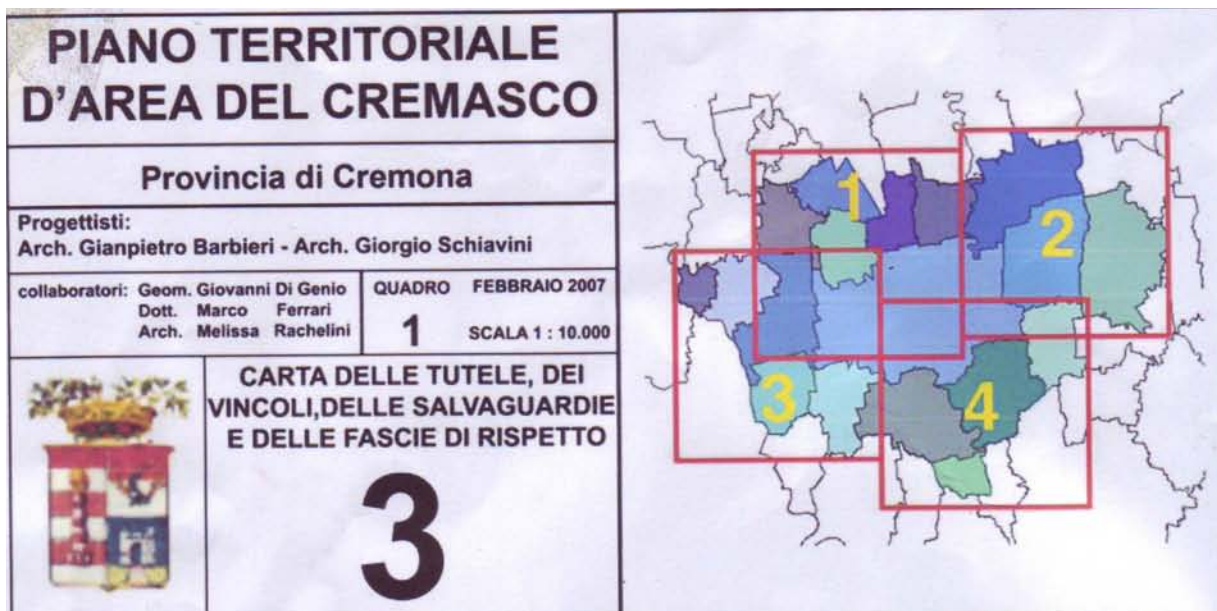 PIANO TERRITORIALE
D'AREA DEL CREMASCO
Provincia di Cremona
Progettisti:
Arch. Gianpietro Barbieri - Arch. Giorgio Schiavini
collaboratori: Geom. Giovanni Di Genio
Dott. Marco Ferrari
Arch. Melissa Rachelini
QUADRO FEBBRAIO 2007
1 SCALA 1 : 10.000
CARTA DELLE TUTELE, DEI
VINCOLI,DELLE SALVAGUARDIE
E DELLE FASCIE DI RISPETTO
3
1
2
3
4